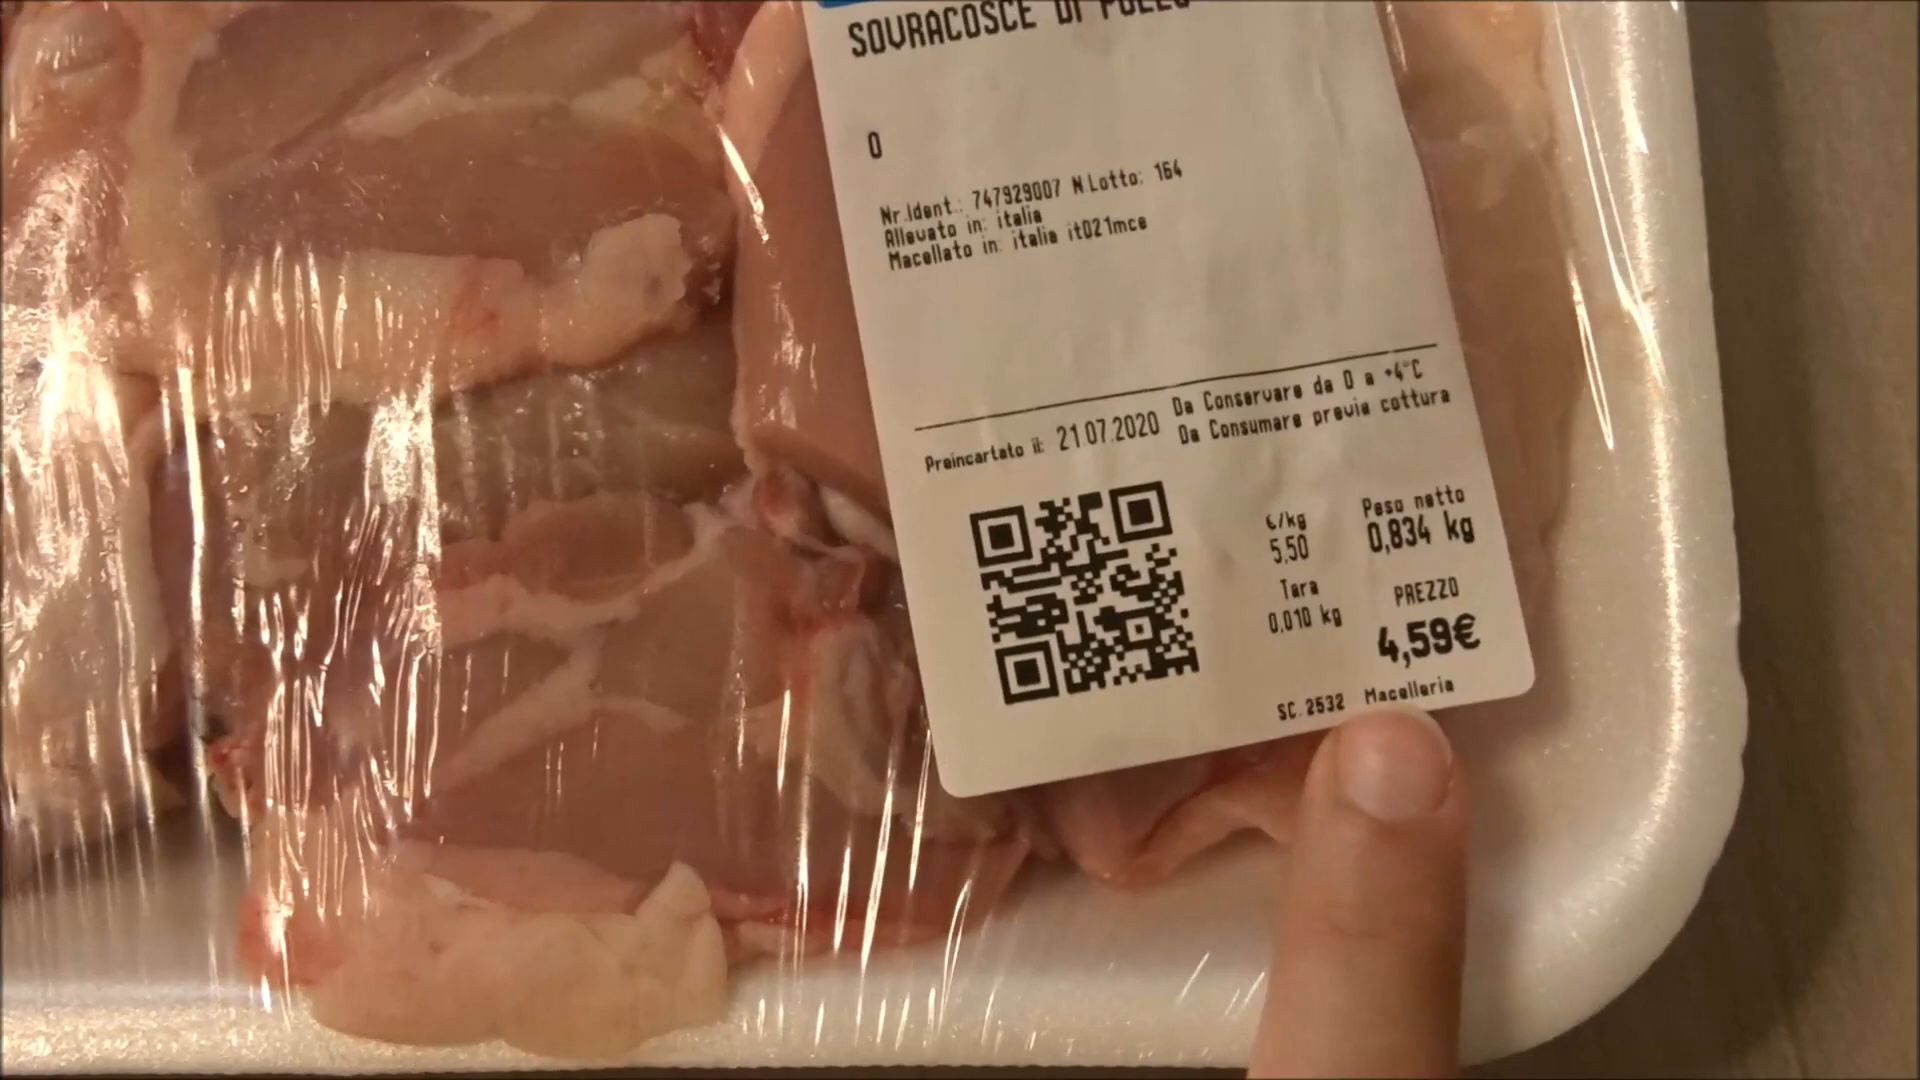 SOVRACOSCE DI POLLO
0
Nr.Ident.: 747929007 N.Lotto: 164
Allevato in: italia
Macellato in: italia it021mce
Preincartato il: 21.07.2020
Da Conservare da 0 a +4°C
Da Consumare previa cottura
€/kg
5,50
Peso netto
0,834 kg
Tara
0,010 kg
PREZZO
4,59€
SC. 2532 Macelleria